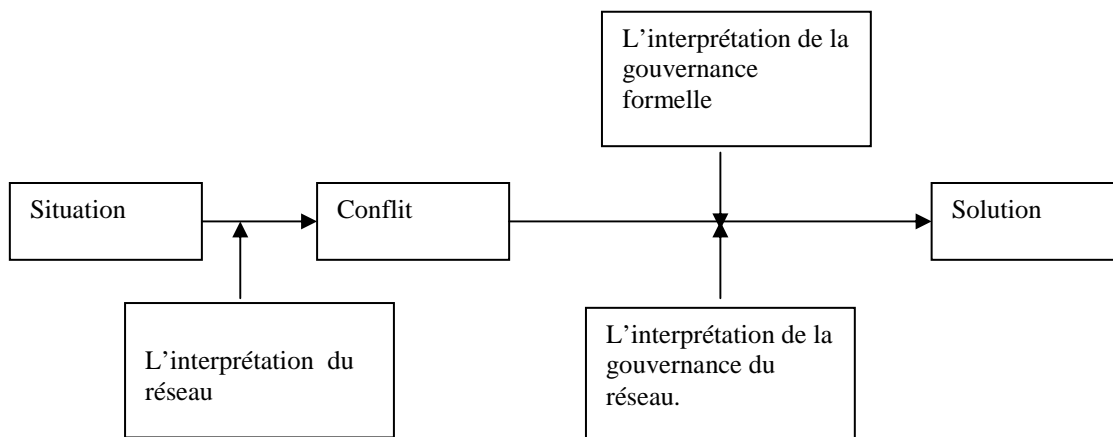 L’interprétation de la
gouvernance
formelle
Situation
Conflit
Solution
L’interprétation du
réseau
L’interprétation de la
gouvernance du
réseau.